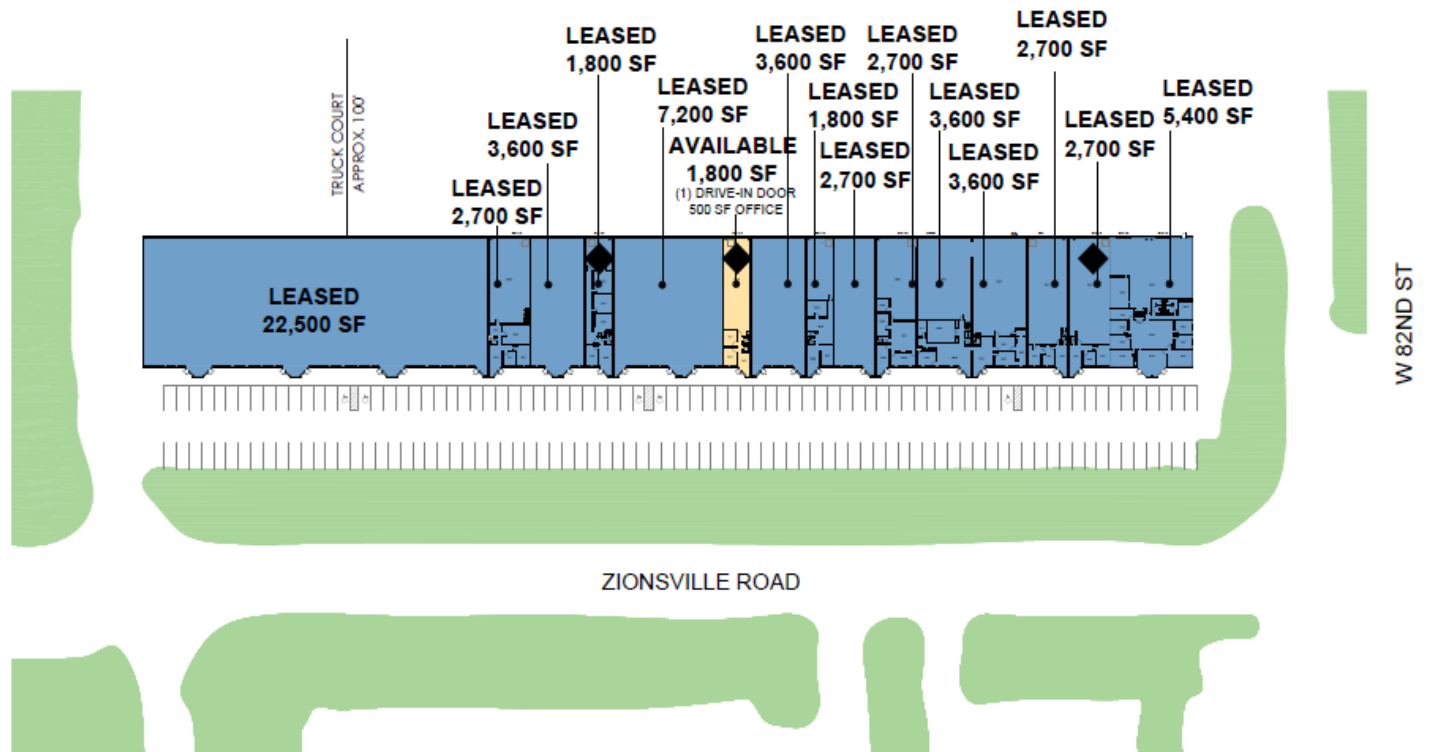 LEASED
2,700 SF
LEASED
1,800 SF
LEASED
3,600 SF
LEASED
2,700 SF
LEASED
7,200 SF
LEASED
1,800 SF
LEASED
3,600 SF
LEASED
5,400 SF
TRUCK COURT
APPROX. 100'
LEASED
3,600 SF
LEASED
2,700 SF
AVAILABLE
1,800 SF
(1) DRIVE-IN DOOR
500 SF OFFICE
LEASED
2,700 SF
LEASED
3,600 SF
LEASED
2,700 SF
LEASED
22,500 SF
W 82ND ST
ZIONSVILLE ROAD